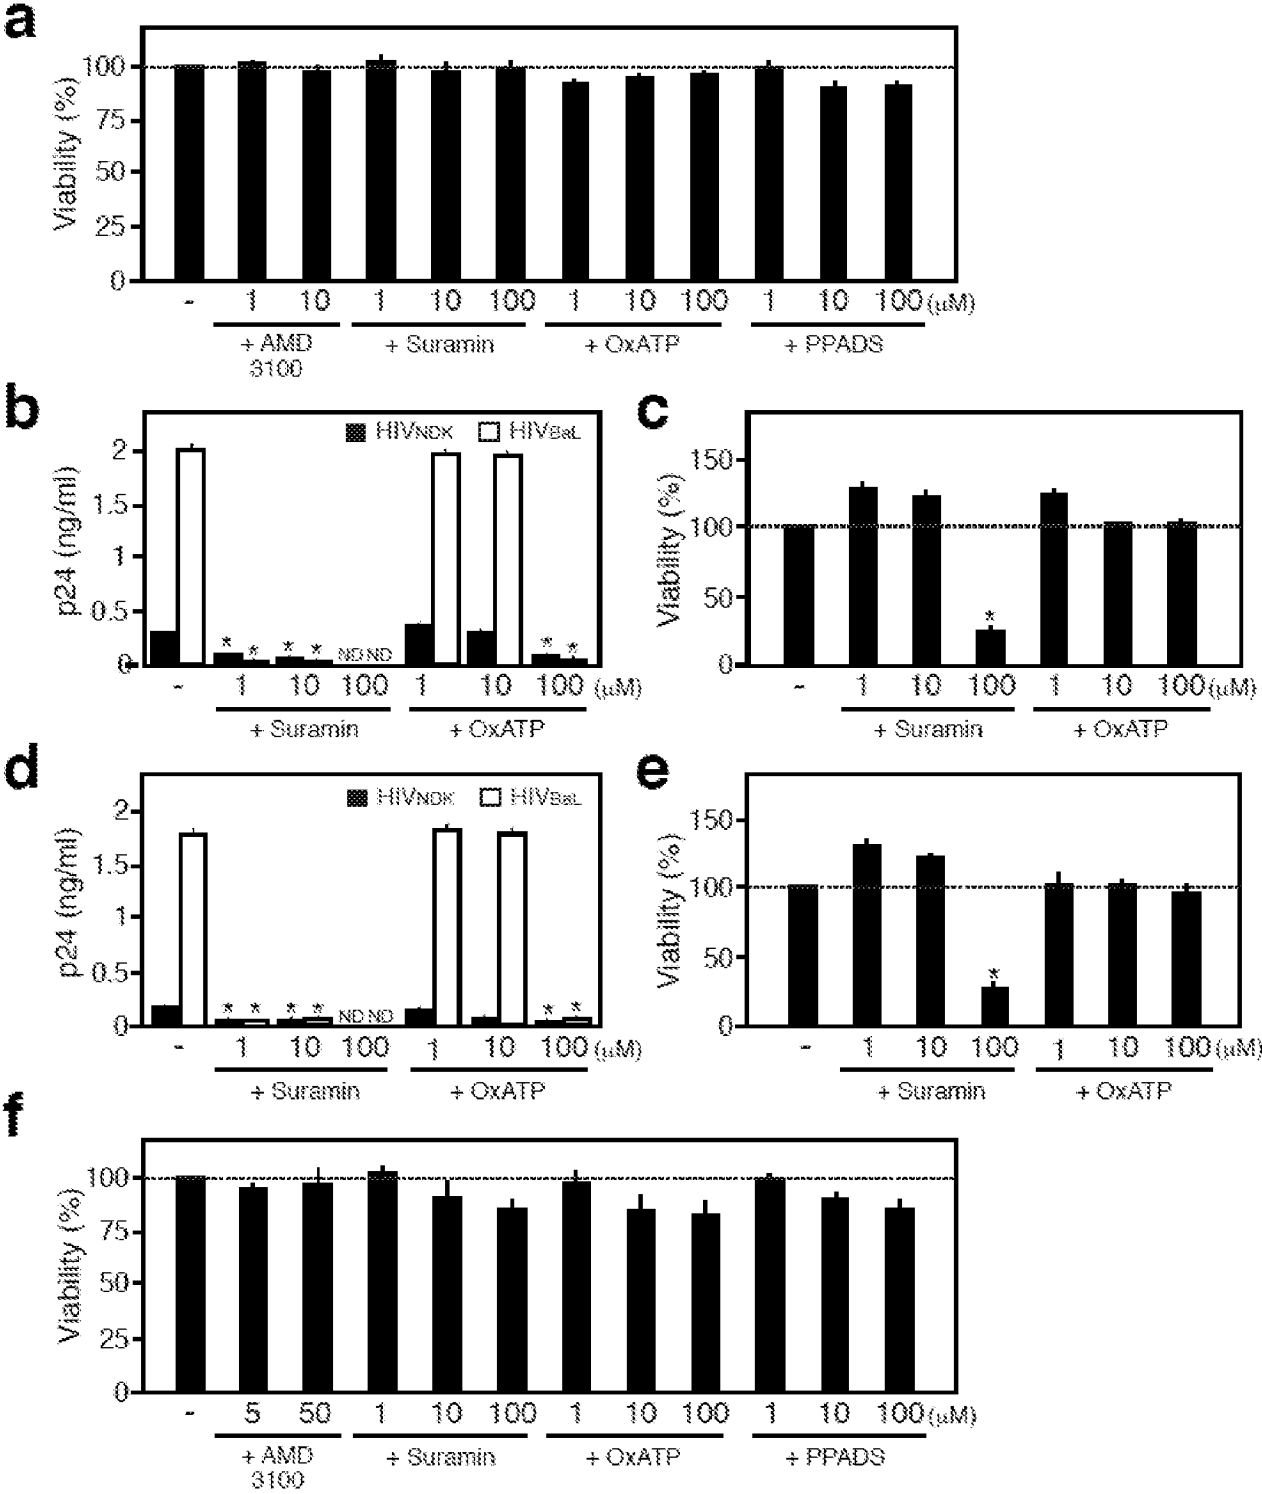 a
Viability (%)
100
75
50
25
0
- 1 10 1 10 100 1 10 100 1 10 100 (µM)
+ AMD 3100 + Suramin + OxATP + PPADS
b
p24 (ng/ml)
HIVNDK HIVBaL
2
1.5
1
0.5
0
* * * * ND ND * *
- 1 10 100 1 10 100 (µM)
+ Suramin + OxATP
c
Viability (%)
150
100
50
0
*
- 1 10 100 1 10 100 (µM)
+ Suramin + OxATP
d
p24 (ng/ml)
HIVNDK HIVBaL
2
1.5
1
0.5
0
* * * * ND ND * *
- 1 10 100 1 10 100 (µM)
+ Suramin + OxATP
e
Viability (%)
150
100
50
0
*
- 1 10 100 1 10 100 (µM)
+ Suramin + OxATP
f
Viability (%)
100
75
50
25
0
- 5 50 1 10 100 1 10 100 1 10 100 (µM)
+ AMD 3100 + Suramin + OxATP + PPADS